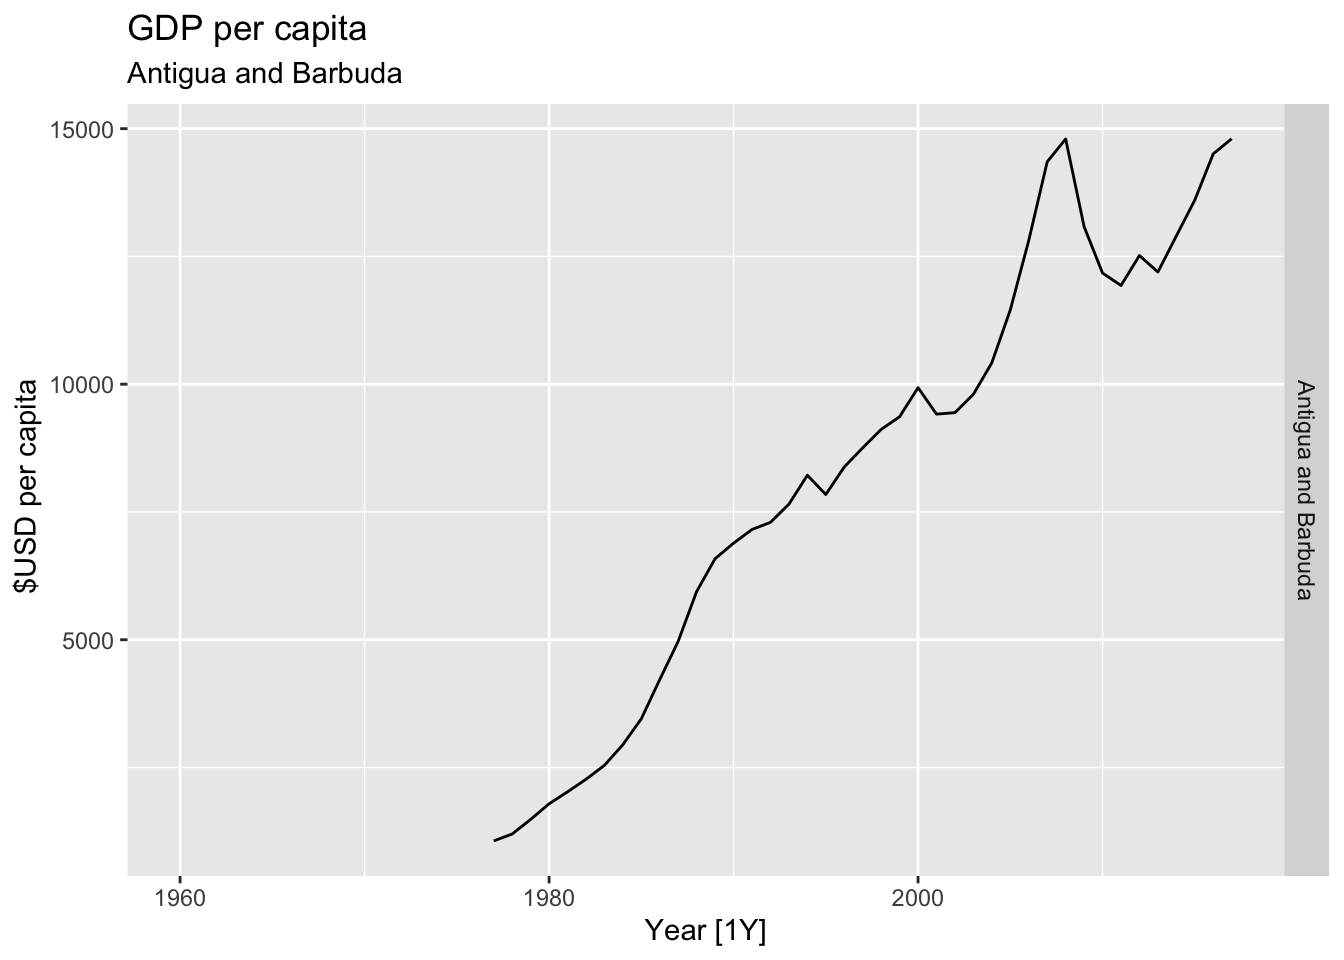 GDP per capita
Antigua and Barbuda
15000
10000
5000
$USD per capita
Antigua and Barbuda
1960
1980
2000
Year [1Y]